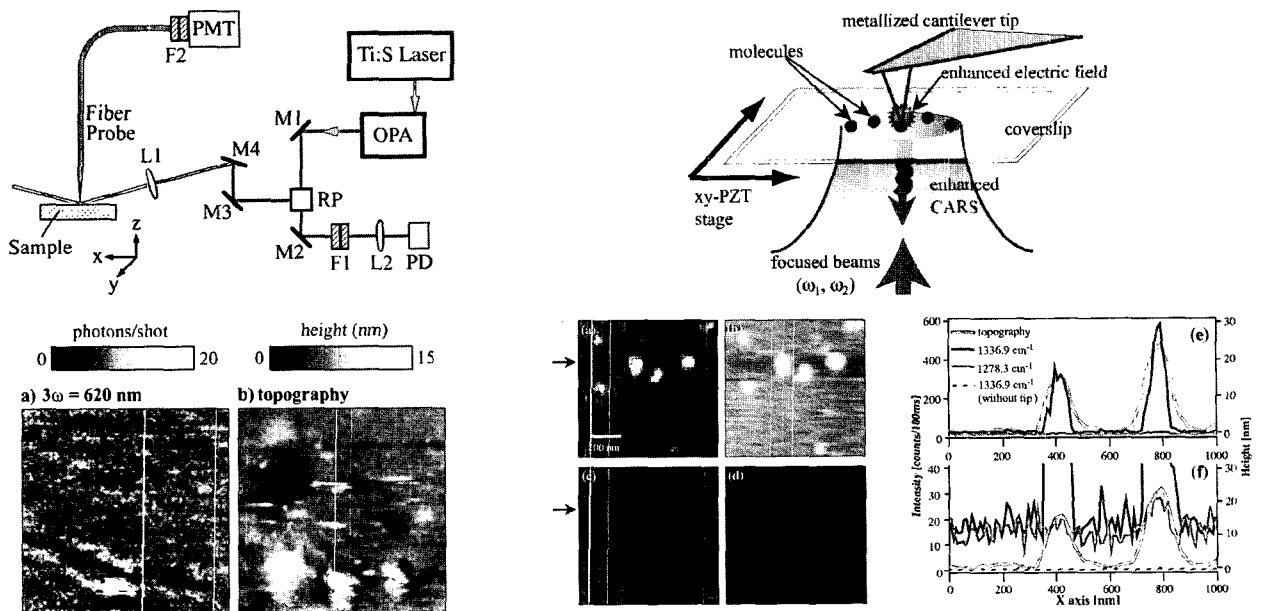 PMT
F2
Ti:S Laser
Fiber
Probe
M1
OPA
L1
M4
M3
RP
Sample
z
x
y
M2
F1
L2
PD
photons/shot
0
20
height (nm)
0
15
a) 3ω = 620 nm
b) topography
metallized cantilever tip
molecules
enhanced electric field
coverslip
xy-PZT
stage
enhanced
CARS
focused beams
(ω1, ω2)
(a)
(b)
(c)
(d)
600
400
200
0
topography
1336.9 cm-1
1278.3 cm-1
1336.9 cm-1
(without tip)
(e)
30
20
10
0
Intensity [counts/100ms]
Height [nm]
(f)
40
30
20
10
0
30
20
10
0
0
200
400
600
800
1000
X axis [nm]